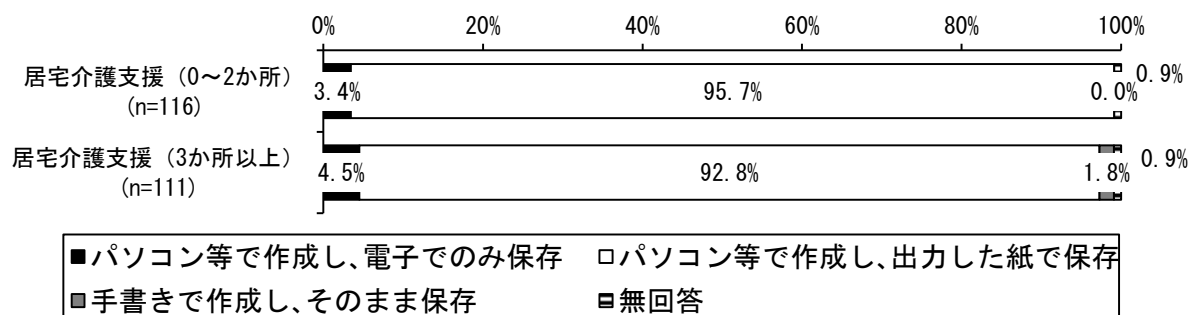 0% 20% 40% 60% 80% 100%
居宅介護支援（0～2か所）
(n=116)
3.4% 95.7% 0.0% 0.9%
居宅介護支援（3か所以上）
(n=111)
4.5% 92.8% 1.8% 0.9%
パソコン等で作成し、電子でのみ保存 パソコン等で作成し、出力した紙で保存
手書きで作成し、そのまま保存 無回答